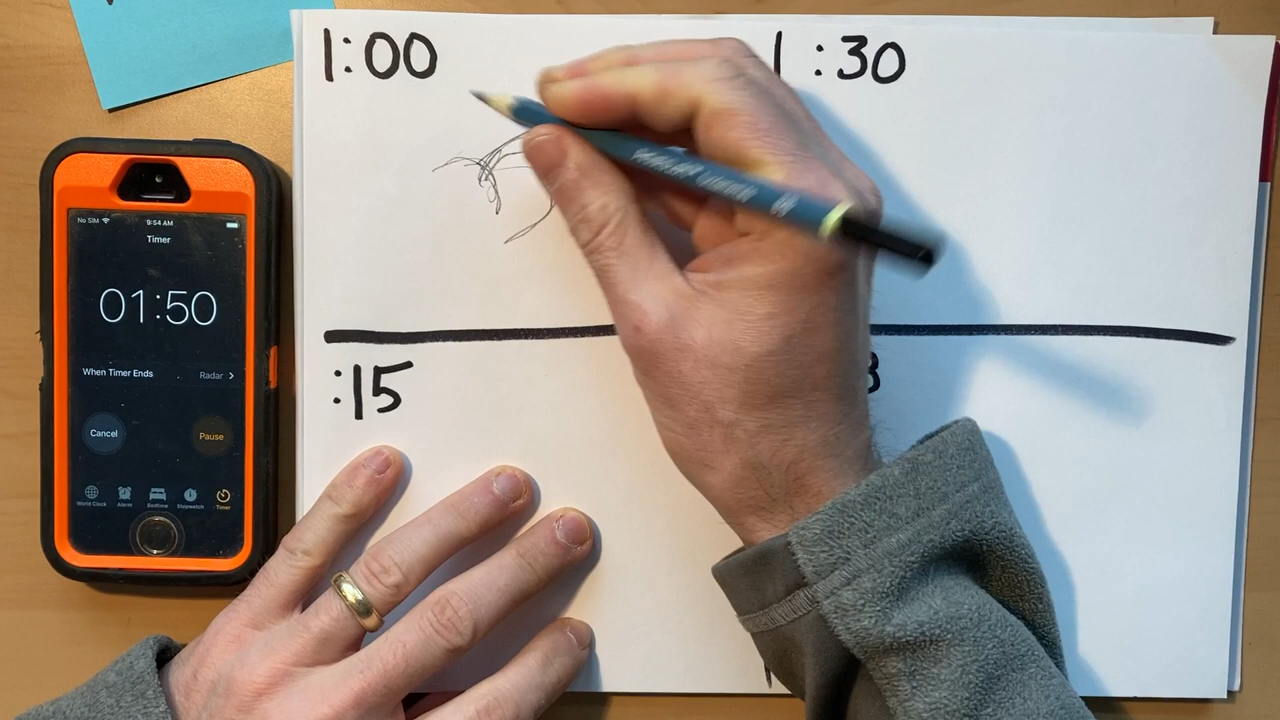 1:00
1:30
No SIM 9:54 AM
Timer
01:50
When Timer Ends Radar >
Cancel Pause
World Clock Alarm Bedtime Stopwatch Timer
:15